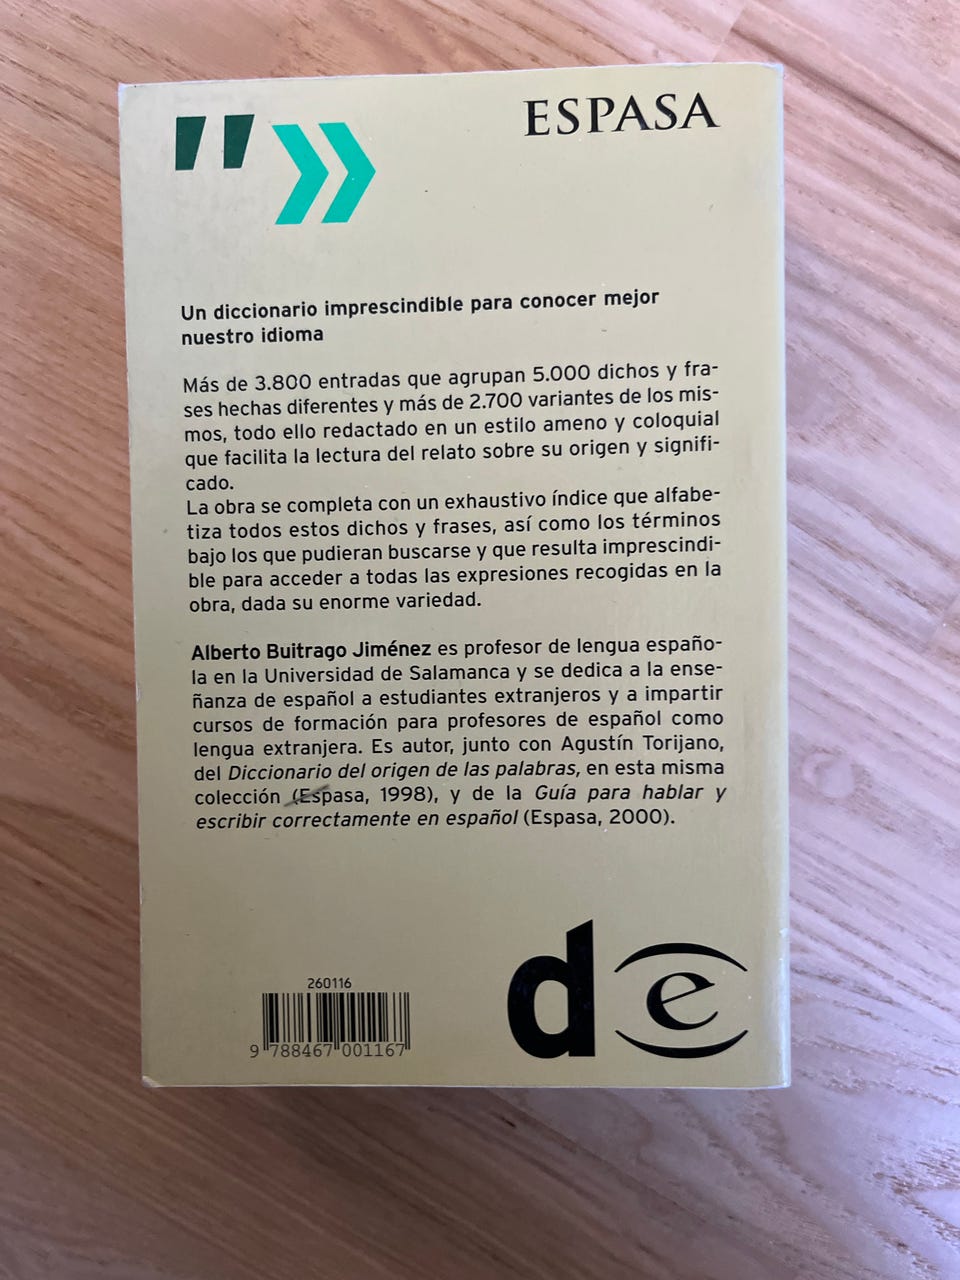 ESPASA
Un diccionario imprescindible para conocer mejor
nuestro idioma
Más de 3.800 entradas que agrupan 5.000 dichos y fra-
ses hechas diferentes y más de 2.700 variantes de los mis-
mos, todo ello redactado en un estilo ameno y coloquial
que facilita la lectura del relato sobre su origen y signifi-
cado.
La obra se completa con un exhaustivo índice que alfabe-
tiza todos estos dichos y frases, así como los términos
bajo los que pudieran buscarse y que resulta imprescindi-
ble para acceder a todas las expresiones recogidas en la
obra, dada su enorme variedad.
Alberto Buitrago Jiménez es profesor de lengua españo-
la en la Universidad de Salamanca y se dedica a la ense-
ñanza de español a estudiantes extranjeros y a impartir
cursos de formación para profesores de español como
lengua extranjera. Es autor, junto con Agustín Torijano,
del Diccionario del origen de las palabras, en esta misma
colección (Espasa, 1998), y de la Guía para hablar y
escribir correctamente en español (Espasa, 2000).
260116
9 788467 001167
de